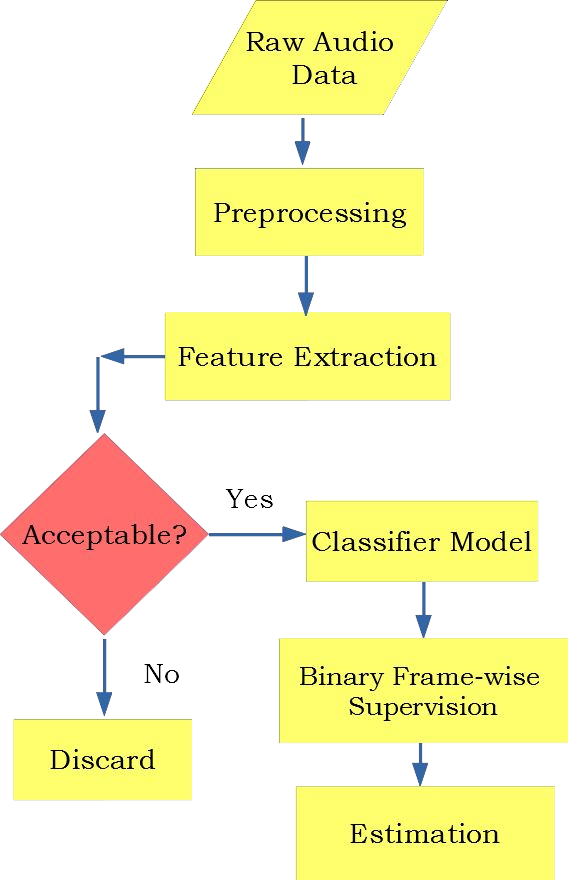 Raw Audio
Data
Preprocessing
Feature Extraction
Acceptable?
Yes
Classifier Model
No
Binary Frame-wise
Supervision
Discard
Estimation